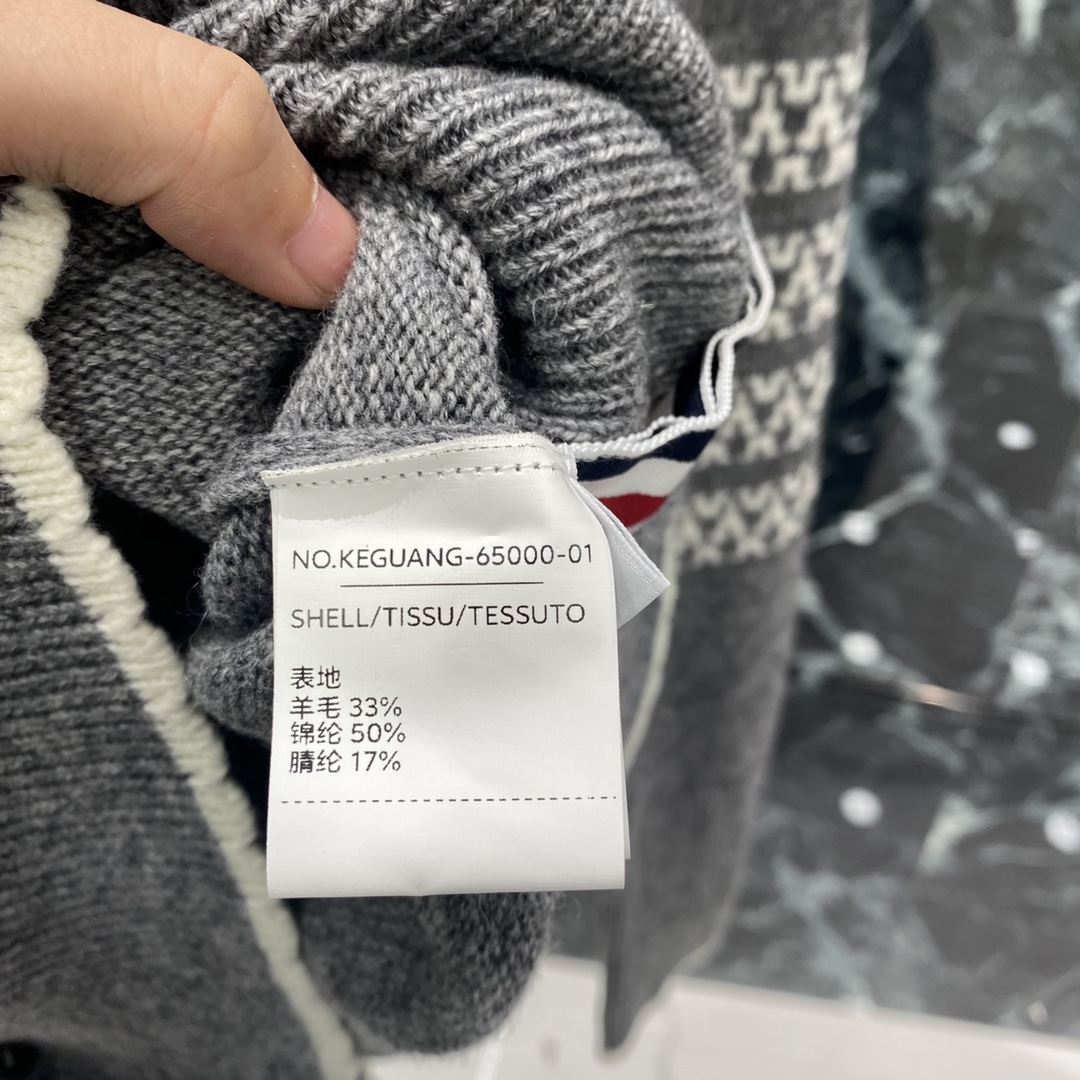 NO.KEGUANG-65000-01
SHELL/TISSU/TESSUTO
表地
羊毛 33%
锦纶 50%
腈纶 17%